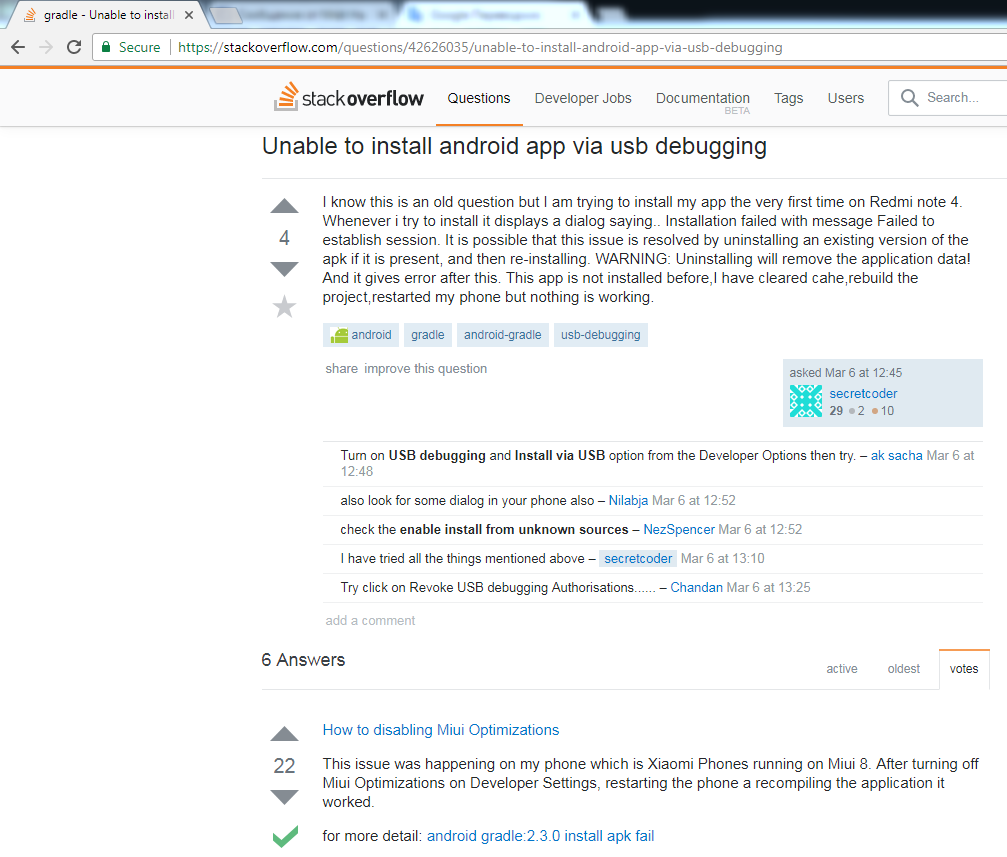 gradle - Unable to instal
Secure https://stackoverflow.com/questions/42626035/unable-to-install-android-app-via-usb-debugging
stackoverflow Questions Developer Jobs Documentation Tags Users Search...
BETA
Unable to install android app via usb debugging
I know this is an old question but I am trying to install my app the very first time on Redmi note 4.
Whenever i try to install it displays a dialog saying.. Installation failed with message Failed to
4
establish session. It is possible that this issue is resolved by uninstalling an existing version of the
apk if it is present, and then re-installing. WARNING: Uninstalling will remove the application data!
And it gives error after this. This app is not installed before,I have cleared cahe,rebuild the
project,restarted my phone but nothing is working.
android gradle android-gradle usb-debugging
share improve this question
asked Mar 6 at 12:45
secretcoder
29 2 10
Turn on USB debugging and Install via USB option from the Developer Options then try. – ak sacha Mar 6 at
12:48
also look for some dialog in your phone also – Nilabja Mar 6 at 12:52
check the enable install from unknown sources – NezSpencer Mar 6 at 12:52
I have tried all the things mentioned above – secretcoder Mar 6 at 13:10
Try click on Revoke USB debugging Authorisations...... – Chandan Mar 6 at 13:25
add a comment
6 Answers
active oldest votes
How to disabling Miui Optimizations
22
This issue was happening on my phone which is Xiaomi Phones running on Miui 8. After turning off
Miui Optimizations on Developer Settings, restarting the phone a recompiling the application it
worked.
for more detail: android gradle:2.3.0 install apk fail